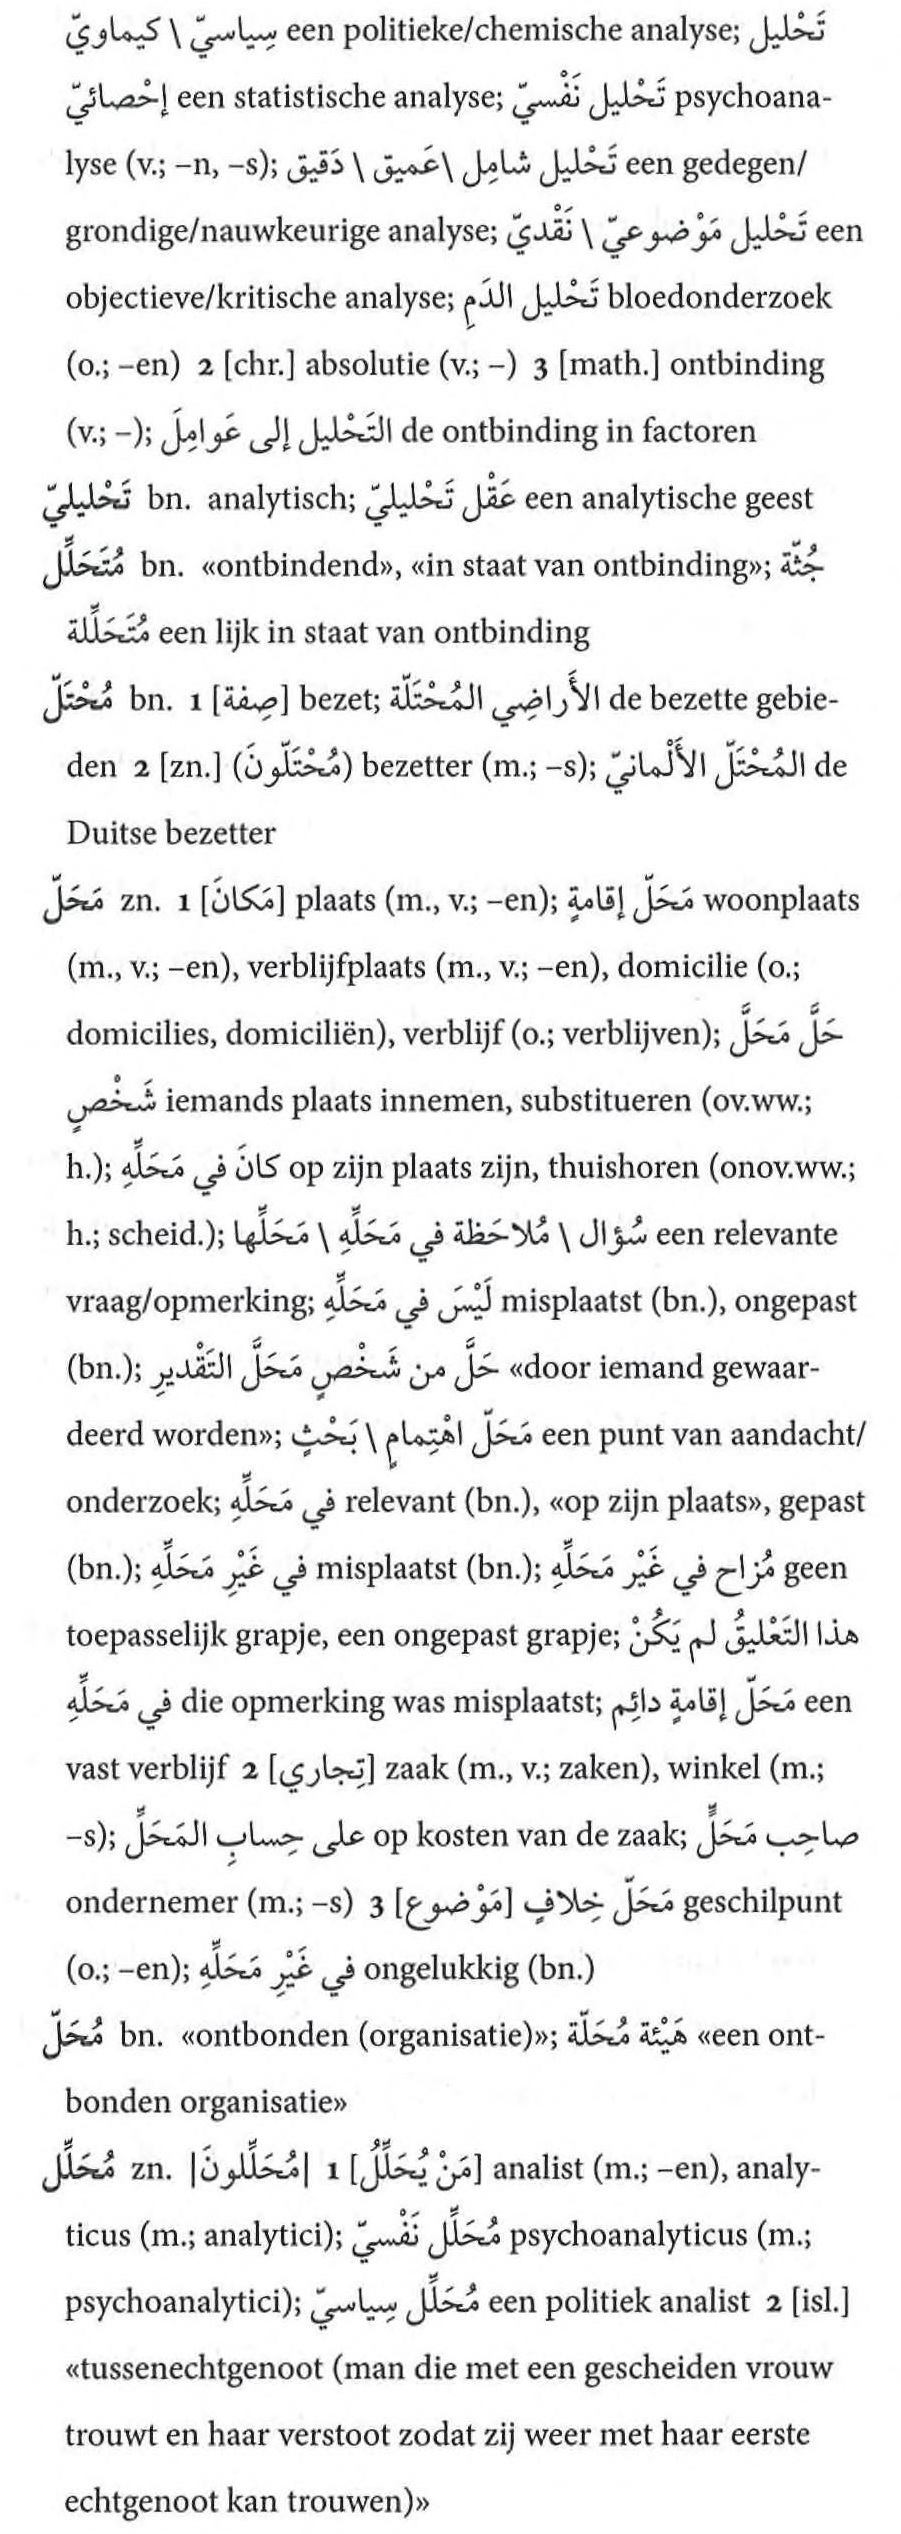 سِياسيّ \ كيماويّ een politieke/chemische analyse; تَحْليل
إحْصائيّ een statistische analyse; تَحْليل نَفْسيّ psychoana-
lyse (v.; –n, –s); تَحْليل شامِل \ عَميق \ دَقيق een gedegen/
grondige/nauwkeurige analyse; تَحْليل مَوْضوعيّ \ نَقْديّ een
objectieve/kritische analyse; تَحْليل الدَمِ bloedonderzoek
(o.; –en) 2 [chr.] absolutie (v.; –) 3 [math.] ontbinding
(v.; –); التَحْليل إلى عَوامِلَ de ontbinding in factoren
تَحْليليّ bn. analytisch; عَقْل تَحْليليّ een analytische geest
مُتَحَلِّل bn. «ontbindend», «in staat van ontbinding»; جُثّة
مُتَحَلِّلة een lijk in staat van ontbinding
مُحْتَلّ bn. 1 [صِفة] bezet; الأَراضِي المُحْتَلّة de bezette gebie-
den 2 [zn.] (مُحْتَلّونَ) bezetter (m.; –s); المُحْتَلّ الأَلْمانيّ de
Duitse bezetter
مَحَلّ zn. 1 [مَكانَ] plaats (m., v.; –en); مَحَلّ إقامةٍ woonplaats
(m., v.; –en), verblijfplaats (m., v.; –en), domicilie (o.;
domicilies, domiciliën), verblijf (o.; verblijven); حَلَّ مَحَلَّ
شَخْصٍ iemands plaats innemen, substitueren (ov.ww.;
h.); كانَ في مَحَلِّهِ op zijn plaats zijn, thuishoren (onov.ww.;
h.; scheid.); سُؤال \ مُلاحَظة في مَحَلِّهِ \ مَحَلِّها een relevante
vraag/opmerking; لَيْسَ في مَحَلِّهِ misplaatst (bn.), ongepast
(bn.); حَلَّ من شَخْصٍ مَحَلَّ التَقْديرِ «door iemand gewaar-
deerd worden»; مَحَلّ اهْتِمامٍ \ بَحْثٍ een punt van aandacht/
onderzoek; في مَحَلِّهِ relevant (bn.), «op zijn plaats», gepast
(bn.); في غَيْرِ مَحَلِّهِ misplaatst (bn.); مُزاح في غَيْرِ مَحَلِّهِ geen
toepasselijk grapje, een ongepast grapje; هذا التَعْليقُ لم يَكُنْ
في مَحَلِّهِ die opmerking was misplaatst; مَحَلّ إقامةٍ دائِم een
vast verblijf 2 [تِجاري] zaak (m., v.; zaken), winkel (m.;
–s); على حِسابِ المَحَلِّ op kosten van de zaak; صاحِب مَحَلٍّ
ondernemer (m.; –s) 3 [مَوْضوع] مَحَلّ خِلافٍ geschilpunt
(o.; –en); في غَيْرِ مَحَلِّهِ ongelukkig (bn.)
مُحَلّ bn. «ontbonden (organisatie)»; هَيْئة مُحَلّة «een ont-
bonden organisatie»
مُحَلِّل zn. |مُحَلِّلونَ| 1 [مَنْ يُحَلِّلُ] analist (m.; –en), analy-
ticus (m.; analytici); مُحَلِّل نَفْسيّ psychoanalyticus (m.;
psychoanalytici); مُحَلِّل سِياسيّ een politiek analist 2 [isl.]
«tussenechtgenoot (man die met een gescheiden vrouw
trouwt en haar verstoot zodat zij weer met haar eerste
echtgenoot kan trouwen)»